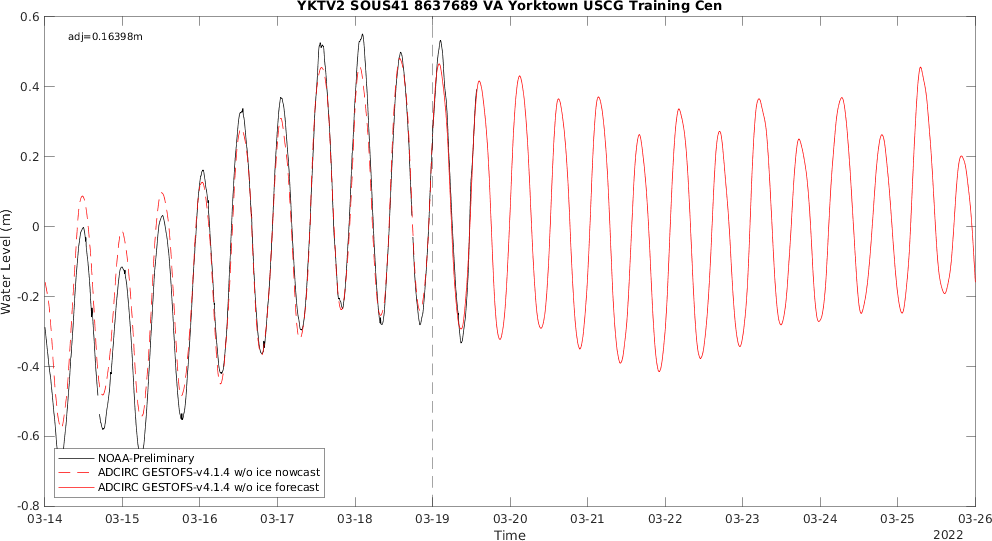 YKTV2 SOUS41 8637689 VA Yorktown USCG Training Cen
adj=0.16398m
0.6
0.4
0.2
0
-0.2
-0.4
-0.6
-0.8
Water Level (m)
NOAA-Preliminary
ADCIRC GESTOFS-v4.1.4 w/o ice nowcast
ADCIRC GESTOFS-v4.1.4 w/o ice forecast
03-14 03-15 03-16 03-17 03-18 03-19 03-20 03-21 03-22 03-23 03-24 03-25 03-26
Time
2022